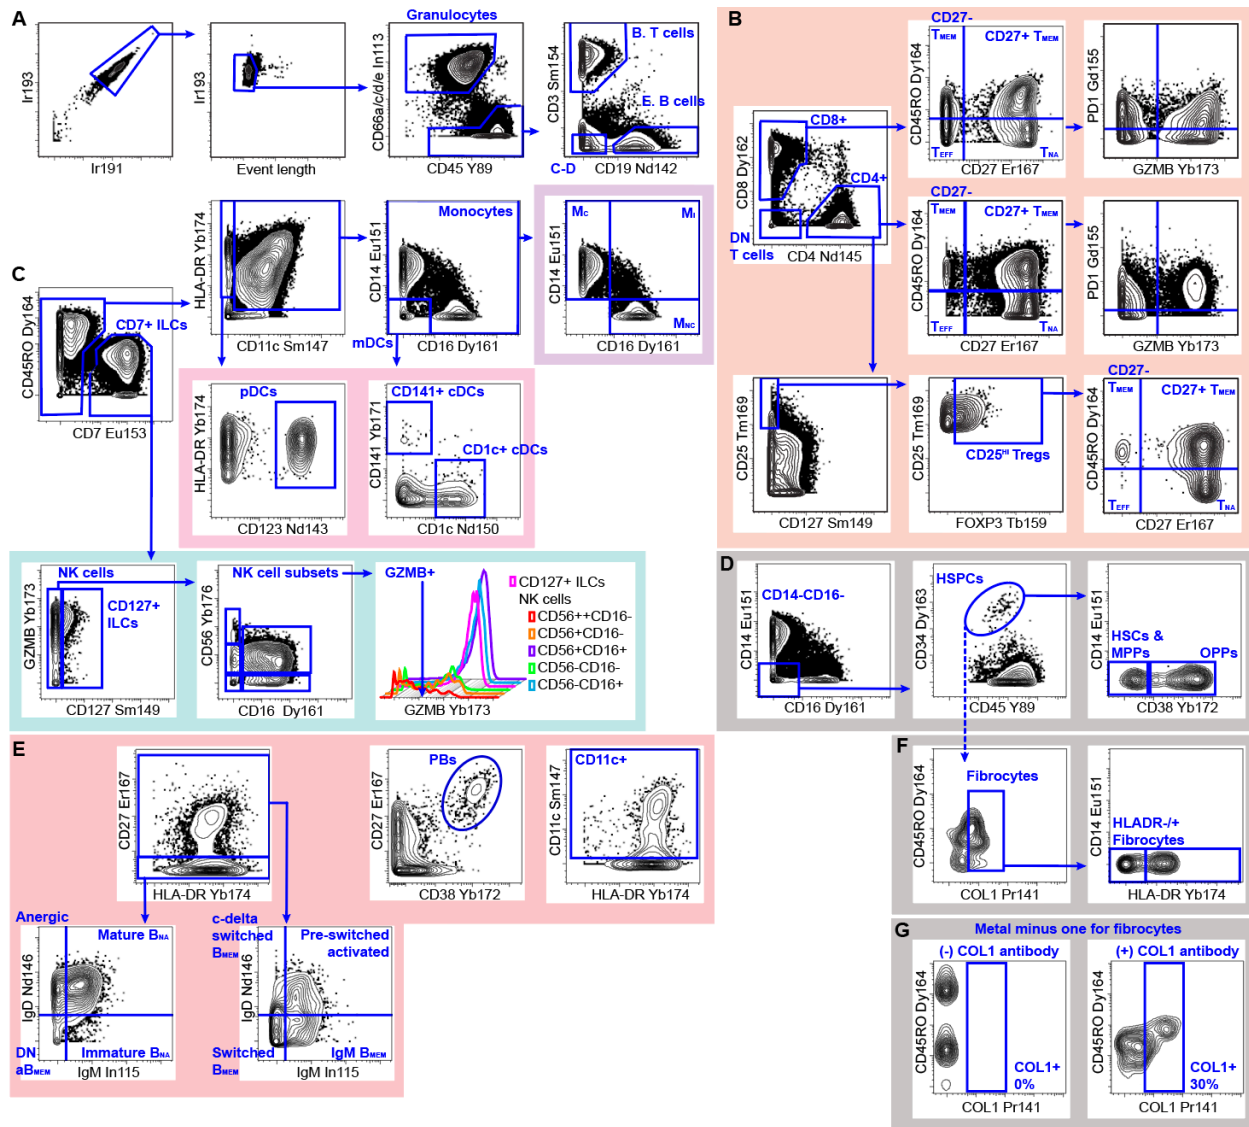 A
Ir193
Ir191
Ir193
Event length
Granulocytes
CD66a/c/d/e In113
CD45 Y89
B. T cells
CD3 Sm154
E. B cells
C-D
CD19 Nd142
B
CD8 Dy162
CD8+
CD4+
DN
T cells
CD4 Nd145
CD27-
TMEM
CD27+ TMEM
CD45RO Dy164
TEFF
TNA
CD27 Er167
PD1 Gd155
GZMB Yb173
CD27-
TMEM
CD27+ TMEM
CD45RO Dy164
TEFF
TNA
CD27 Er167
PD1 Gd155
GZMB Yb173
CD25 Tm169
CD127 Sm149
CD25 Tm169
CD25HI Tregs
FOXP3 Tb159
CD27-
TMEM
CD27+ TMEM
CD45RO Dy164
TEFF
TNA
CD27 Er167
C
CD45RO Dy164
CD7+ ILCs
CD7 Eu153
HLA-DR Yb174
CD11c Sm147
Monocytes
CD14 Eu151
mDCs
CD16 Dy161
MC
MI
CD14 Eu151
MNC
CD16 Dy161
pDCs
HLA-DR Yb174
CD123 Nd143
CD141+ cDCs
CD141 Yb171
CD1c+ cDCs
CD1c Nd150
NK cells
GZMB Yb173
CD127+
ILCs
CD127 Sm149
NK cell subsets
CD56 Yb176
CD16 Dy161
GZMB+
GZMB Yb173
CD127+ ILCs
NK cells
CD56++CD16-
CD56+CD16-
CD56+CD16+
CD56-CD16-
CD56-CD16+
D
CD14-CD16-
CD14 Eu151
CD16 Dy161
HSPCs
CD34 Dy163
CD45 Y89
CD14 Eu151
HSCs &
MPPs
OPPs
CD38 Yb172
E
CD27 Er167
HLA-DR Yb174
PBs
CD27 Er167
CD38 Yb172
CD11c+
CD11c Sm147
HLA-DR Yb174
Anergic
Mature BNA
IgD Nd146
DN
aBMEM
Immature BNA
IgM In115
c-delta
switched
BMEM
Pre-switched
activated
IgD Nd146
Switched
BMEM
IgM BMEM
IgM In115
F
CD45RO Dy164
Fibrocytes
COL1 Pr141
CD14 Eu151
HLADR-/+
Fibrocytes
HLA-DR Yb174
G
Metal minus one for fibrocytes
(-) COL1 antibody
CD45RO Dy164
COL1+
0%
COL1 Pr141
(+) COL1 antibody
CD45RO Dy164
COL1+
30%
COL1 Pr141